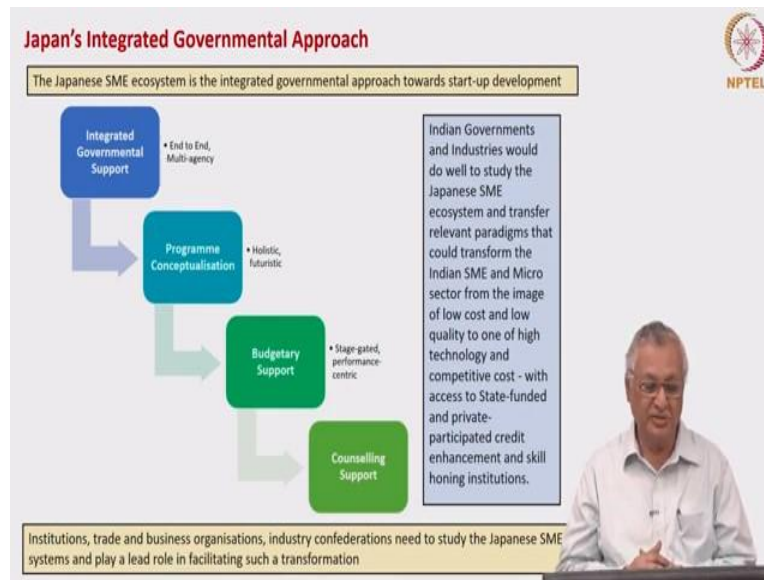 Japan's Integrated Governmental Approach
NPTEL
The Japanese SME ecosystem is the integrated governmental approach towards start-up development
Integrated
Governmental
Support
• End to End,
Multi-agency
Programme
Conceptualisation
• Holistic,
futuristic
Budgetary
Support
• Stage-gated,
performance-
centric
Counselling
Support
Indian Governments
and Industries would
do well to study the
Japanese SME
ecosystem and transfer
relevant paradigms that
could transform the
Indian SME and Micro
sector from the image
of low cost and low
quality to one of high
technology and
competitive cost - with
access to State-funded
and private-
participated credit
enhancement and skill
honing institutions.
Institutions, trade and business organisations, industry confederations need to study the Japanese SME
systems and play a lead role in facilitating such a transformation